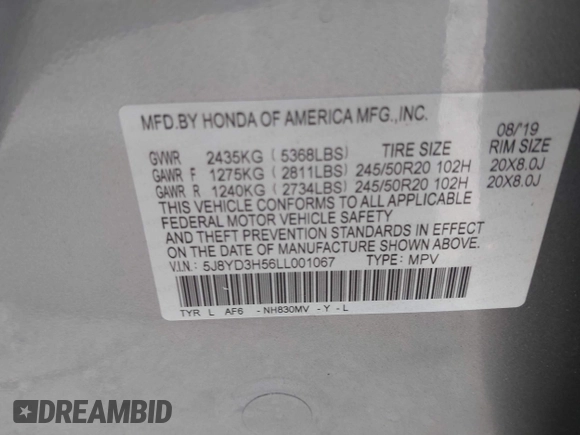 MFD.BY HONDA OF AMERICA MFG.,INC.
08/'19
GVWR 2435KG ( 5368LBS) TIRE SIZE RIM SIZE
GAWR F 1275KG ( 2811LBS) 245/50R20 102H 20X8.0J
GAWR R 1240KG ( 2734LBS) 245/50R20 102H 20X8.0J
THIS VEHICLE CONFORMS TO ALL APPLICABLE
FEDERAL MOTOR VEHICLE SAFETY
AND THEFT PREVENTION STANDARDS IN EFFECT
ON THE DATE OF MANUFACTURE SHOWN ABOVE.
V.I.N.: 5J8YD3H56LL001067 TYPE: MPV
TYR L AF6 - NH830MV - Y - L
DREAMBID